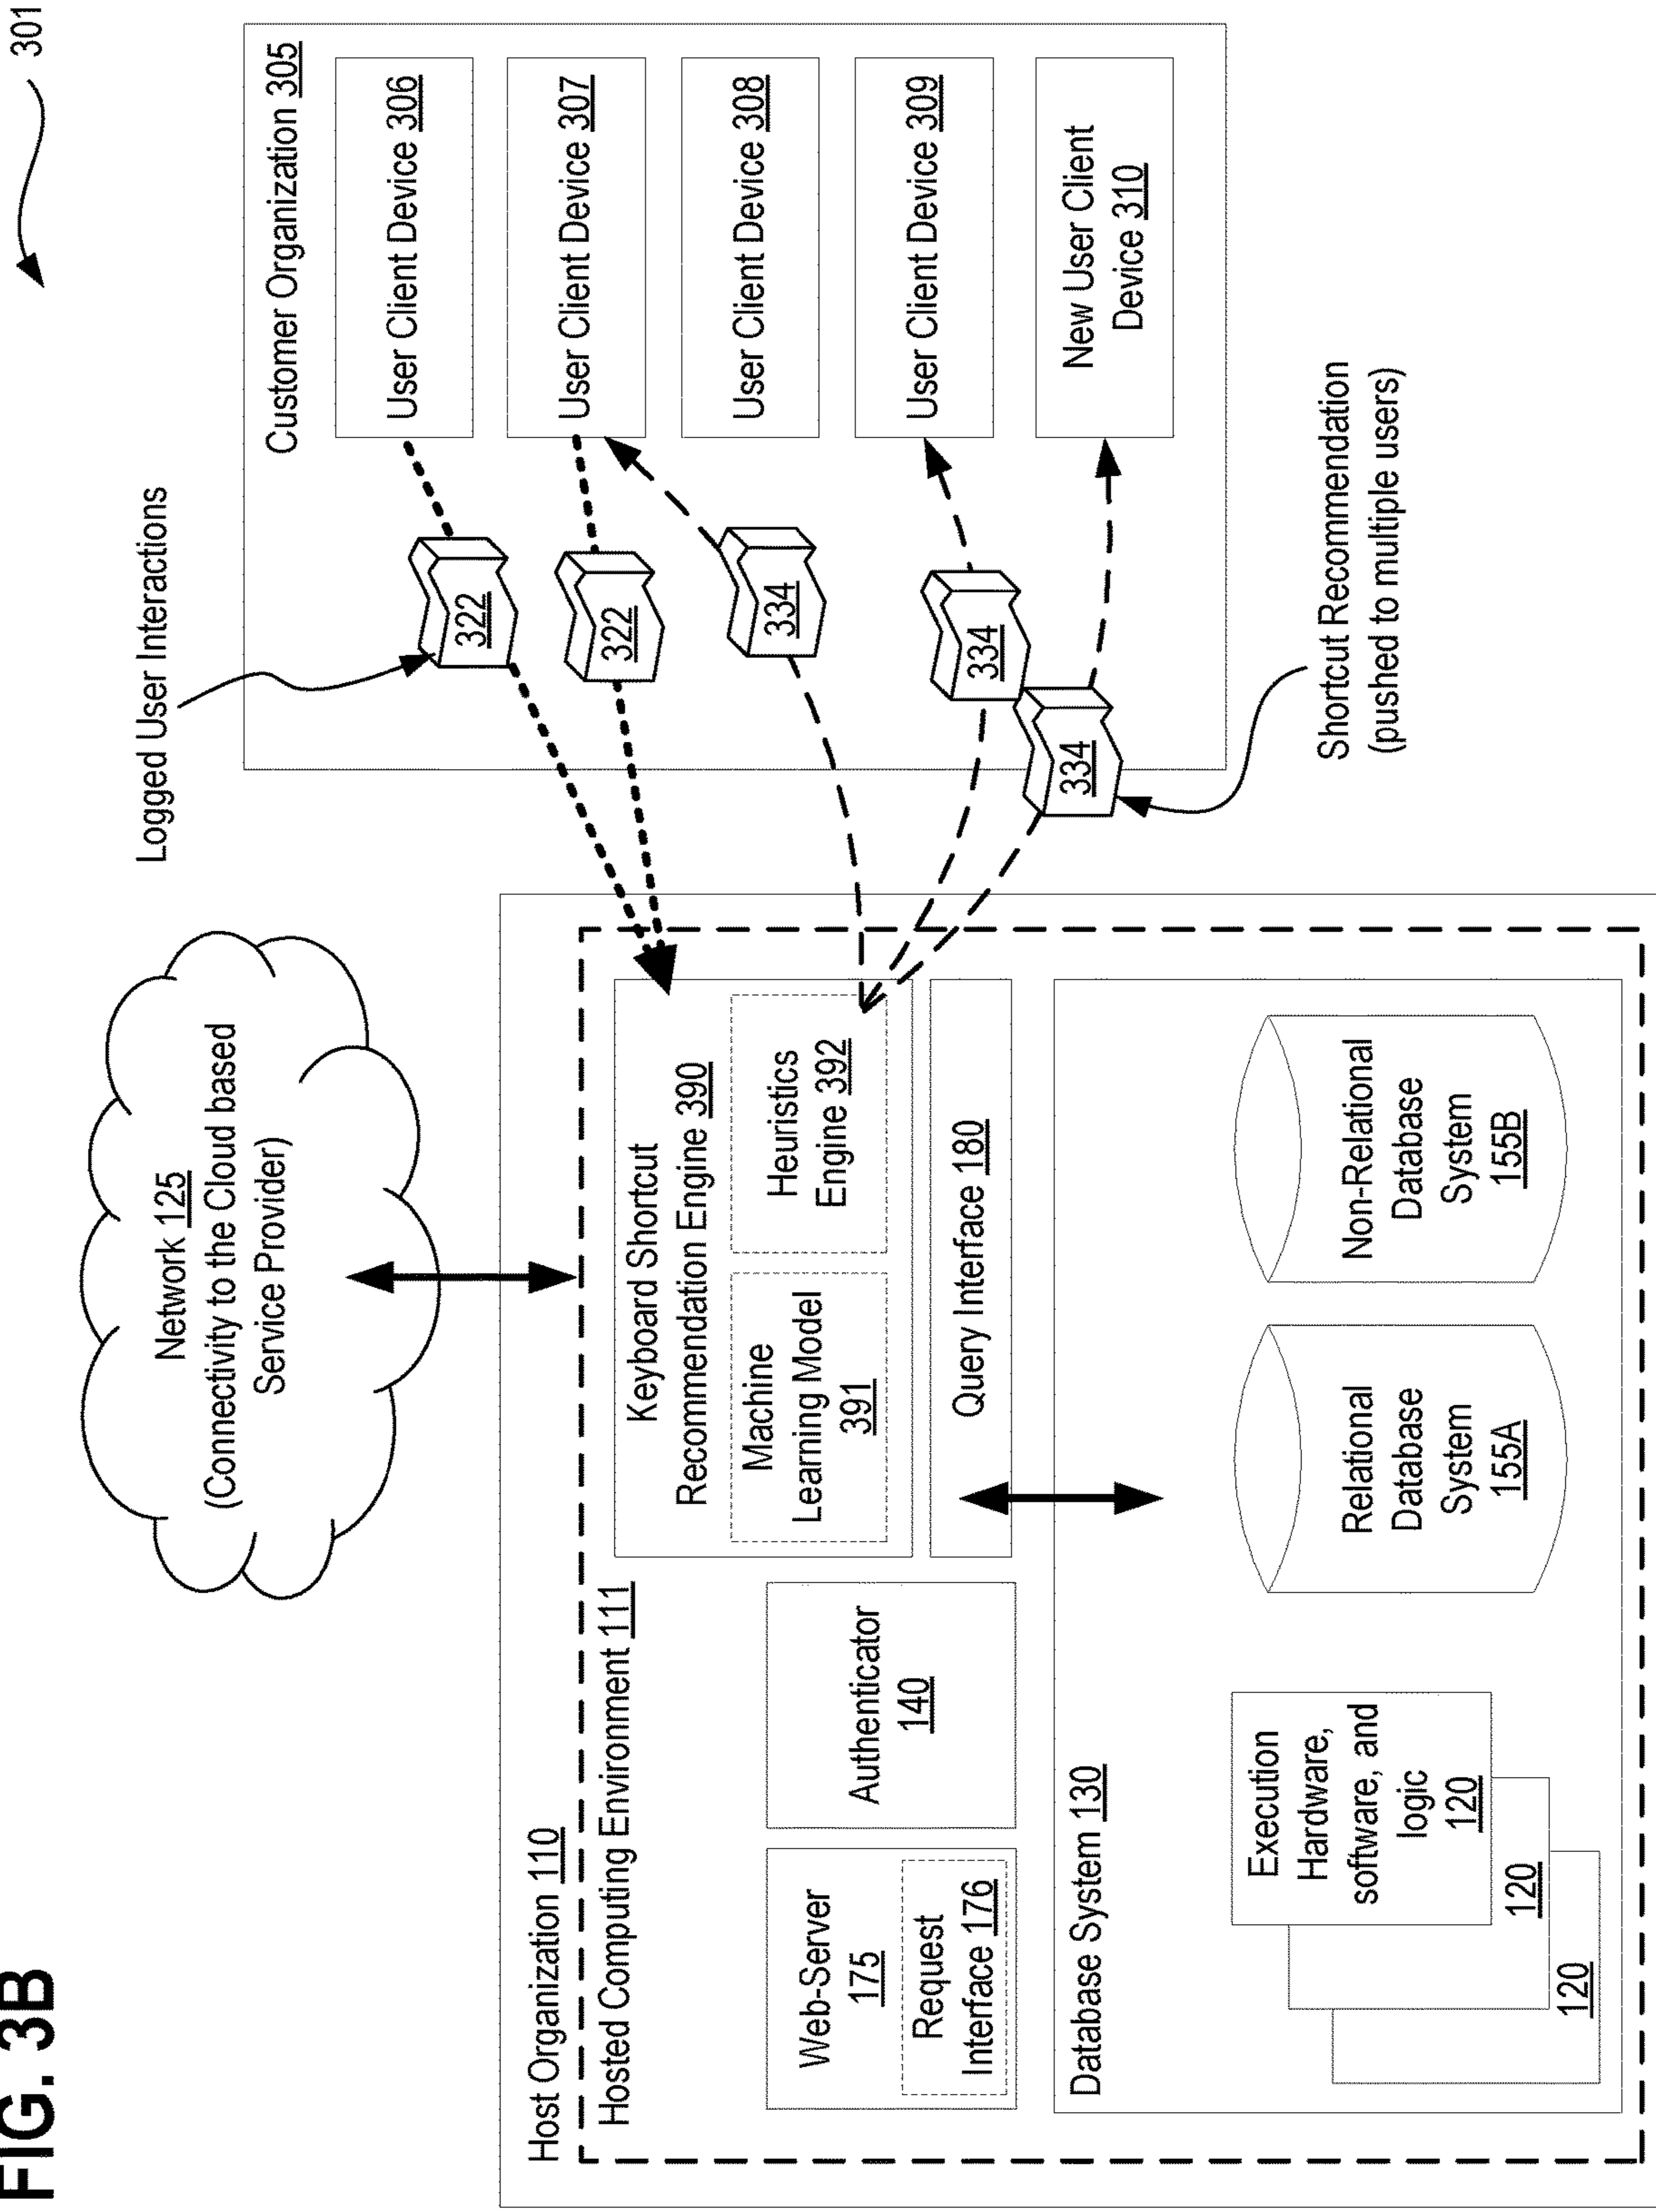 FIG. 3B
301
Network 125
(Connectivity to the Cloud based
Service Provider)
Logged User Interactions
Customer Organization 305
User Client Device 306
User Client Device 307
User Client Device 308
User Client Device 309
New User Client
Device 310
322
322
334
334
334
Shortcut Recommendation
(pushed to multiple users)
Host Organization 110
Hosted Computing Environment 111
Keyboard Shortcut
Recommendation Engine 390
Machine
Learning Model
391
Heuristics
Engine 392
Web-Server
175
Request
Interface 176
Authenticator
140
Query Interface 180
Database System 130
Execution
Hardware,
software, and
logic
120
120
120
Relational
Database
System
155A
Non-Relational
Database
System
155B